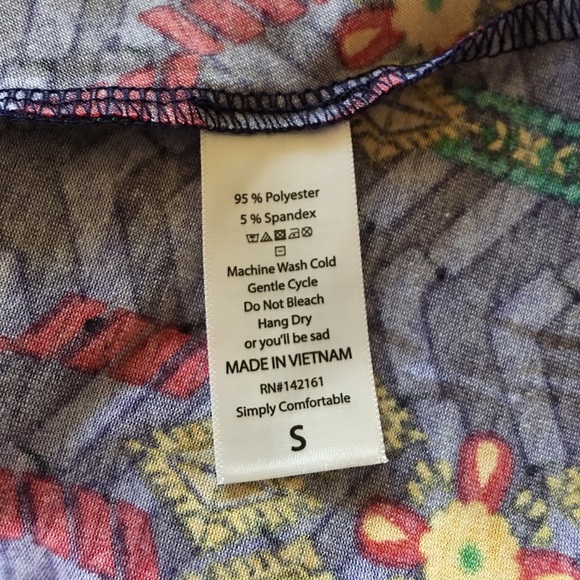 95 % Polyester
5 % Spandex
Machine Wash Cold
Gentle Cycle
Do Not Bleach
Hang Dry
or you'll be sad
MADE IN VIETNAM
RN#142161
Simply Comfortable
S